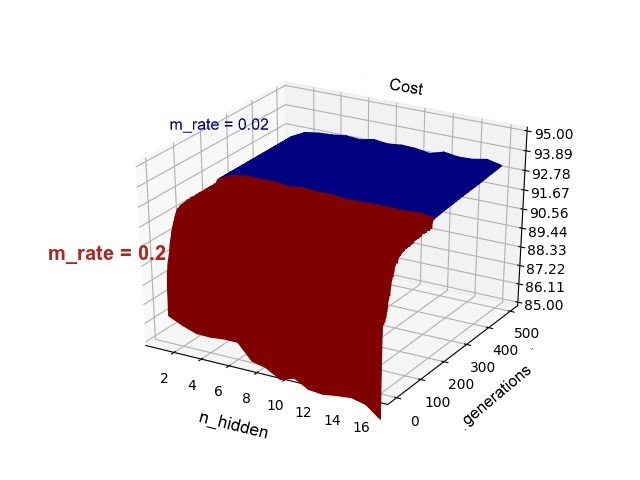 Cost
m_rate = 0.02
m_rate = 0.2
95.00
93.89
92.78
91.67
90.56
89.44
88.33
87.22
86.11
85.00
2 4 6 8 10 12 14 16
n_hidden
0 100 200 300 400 500
generations